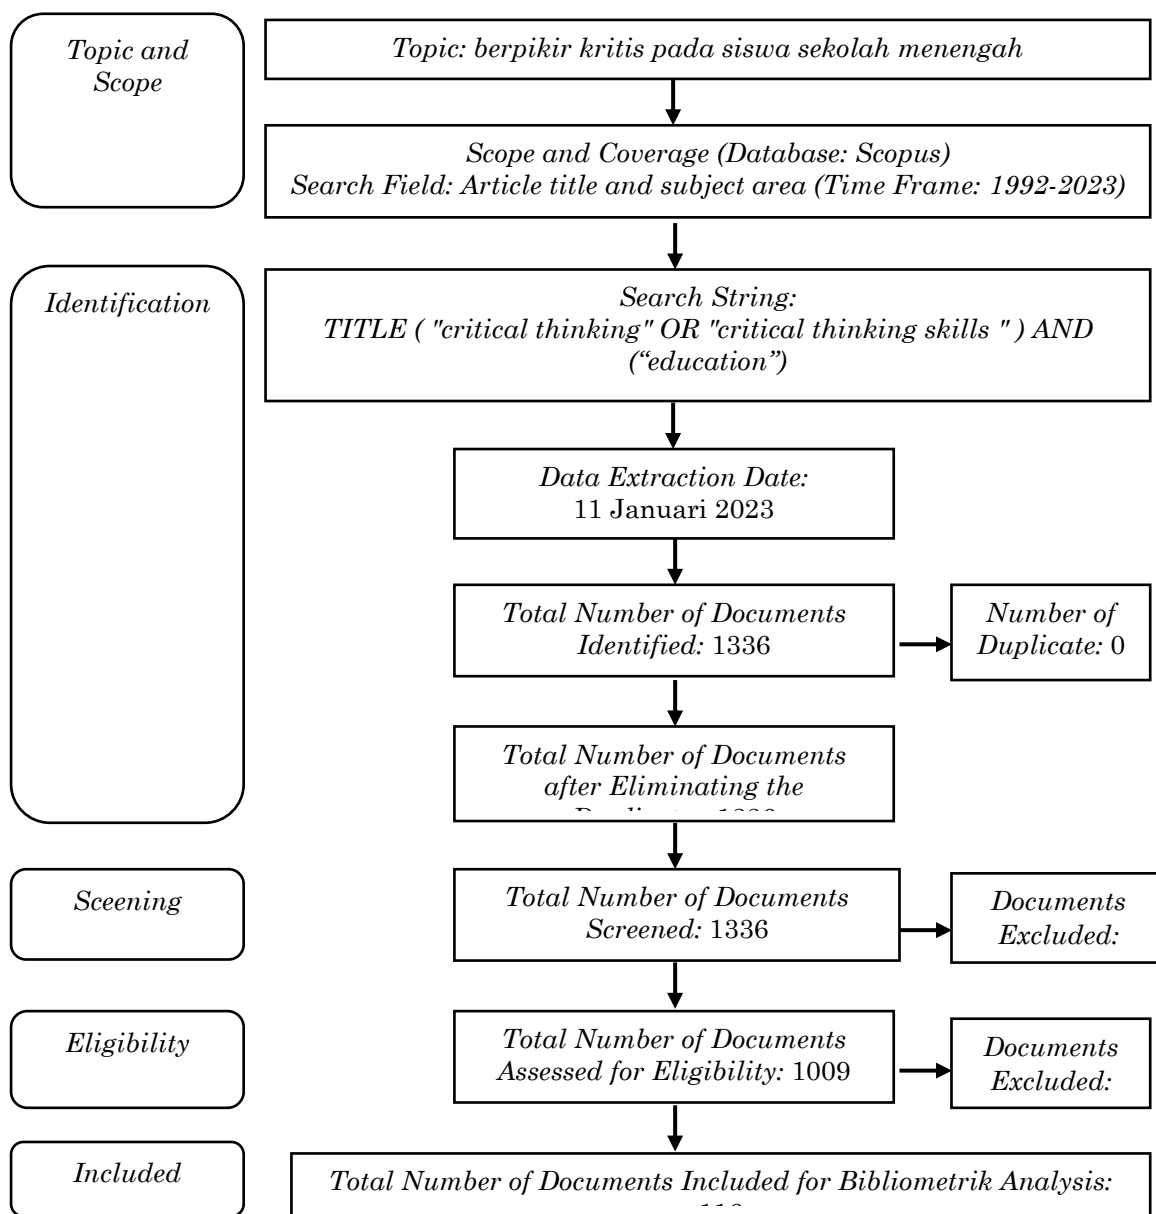 Topic and
Scope
Topic: berpikir kritis pada siswa sekolah menengah
Scope and Coverage (Database: Scopus)
Search Field: Article title and subject area (Time Frame: 1992-2023)
Identification
Search String:
TITLE ( "critical thinking" OR "critical thinking skills " ) AND
(“education”)
Data Extraction Date:
11 Januari 2023
Total Number of Documents
Identified: 1336
Number of
Duplicate: 0
Total Number of Documents
after Eliminating the
Sceening
Total Number of Documents
Screened: 1336
Documents
Excluded:
Eligibility
Total Number of Documents
Assessed for Eligibility: 1009
Documents
Excluded:
Included
Total Number of Documents Included for Bibliometrik Analysis: